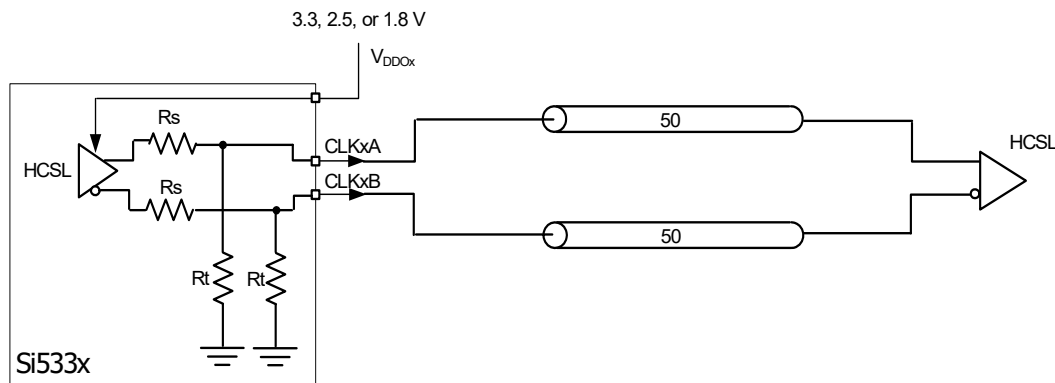 3.3, 2.5, or 1.8 V
VDDOx
Rs
CLKxA
50
HCSL
HCSL
Rs
CLKxB
50
Rt
Rt
Si533x